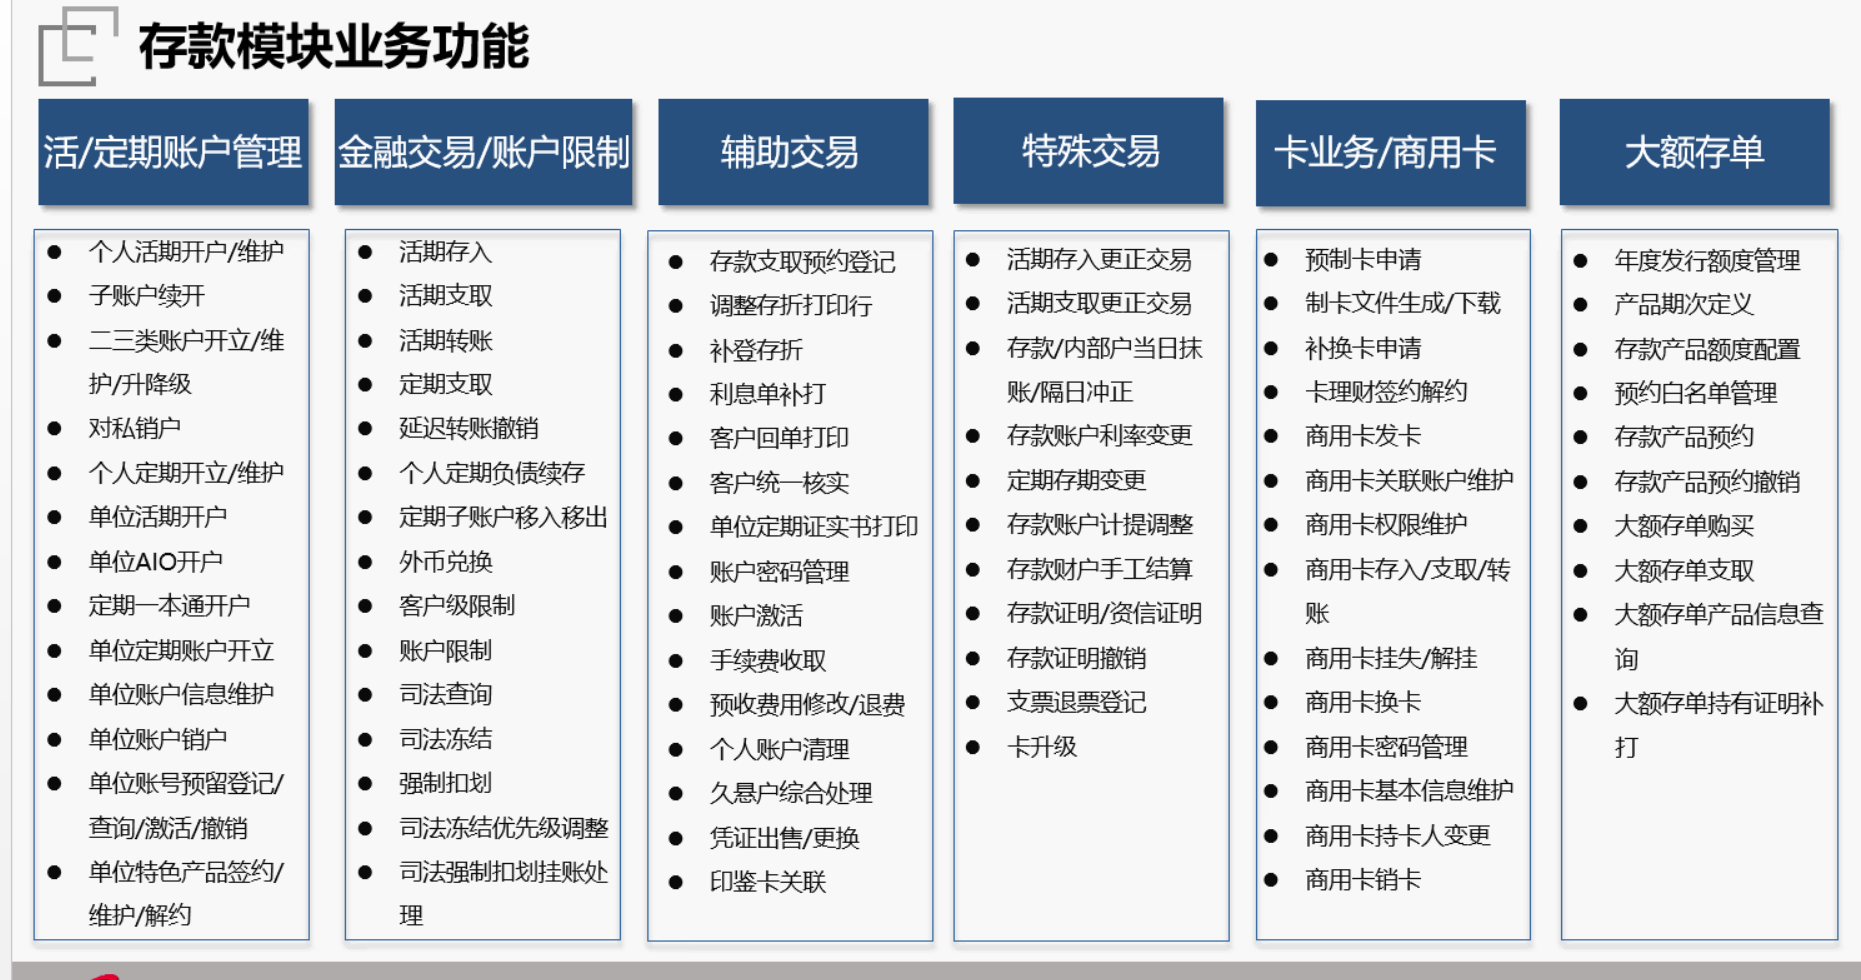 存款模块业务功能
活/定期账户管理
个人活期开户/维护
子账户续开
二三类账户开立/维
护/升降级
对私销户
个人定期开立/维护
单位活期开户
单位AIO开户
定期一本通开户
单位定期账户开立
单位账户信息维护
单位账户销户
单位账号预留登记/
查询/激活/撤销
单位特色产品签约/
维护/解约
金融交易/账户限制
活期存入
活期支取
活期转账
定期支取
延迟转账撤销
个人定期负债续存
定期子账户移入移出
外币兑换
客户级限制
账户限制
司法查询
司法冻结
强制扣划
司法冻结优先级调整
司法强制扣划挂账处
理
辅助交易
存款支取预约登记
调整存折打印行
补登存折
利息单补打
客户回单打印
客户统一核实
单位定期证实书打印
账户密码管理
账户激活
手续费收取
预收费用修改/退费
个人账户清理
久悬户综合处理
凭证出售/更换
印鉴卡关联
特殊交易
活期存入更正交易
活期支取更正交易
存款/内部户当日抹
账/隔日冲正
存款账户利率变更
定期存期变更
存款账户计提调整
存款财户手工结算
存款证明/资信证明
存款证明撤销
支票退票登记
卡升级
卡业务/商用卡
预制卡申请
制卡文件生成/下载
补换卡申请
卡理财签约解约
商用卡发卡
商用卡关联账户维护
商用卡权限维护
商用卡存入/支取/转
账
商用卡挂失/解挂
商用卡换卡
商用卡密码管理
商用卡基本信息维护
商用卡持卡人变更
商用卡销卡
大额存单
年度发行额度管理
产品期次定义
存款产品额度配置
预约白名单管理
存款产品预约
存款产品预约撤销
大额存单购买
大额存单支取
大额存单产品信息查
询
大额存单持有证明补
打